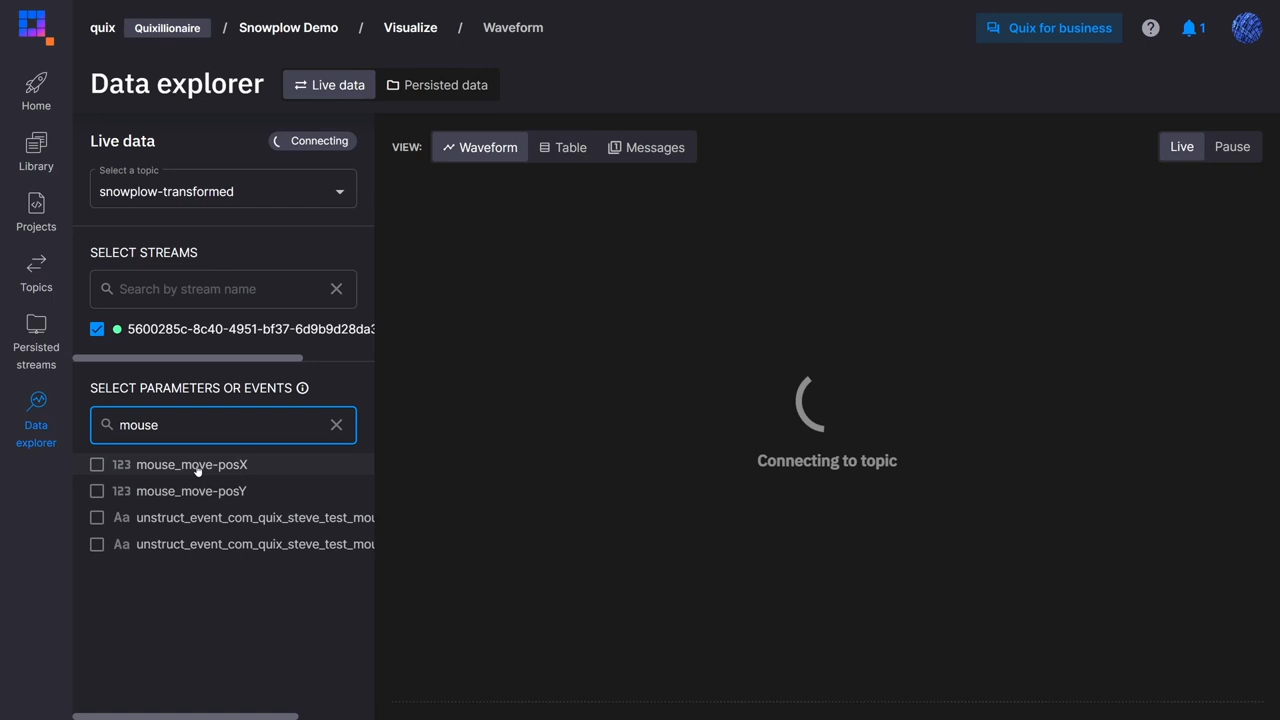 quix Quixillionaire / Snowplow Demo / Visualize / Waveform
Quix for business
1
Data explorer
Live data
Persisted data
Home
Library
Projects
Topics
Persisted
streams
Data
explorer
Live data
Connecting
Select a topic
snowplow-transformed
SELECT STREAMS
Search by stream name
5600285c-8c40-4951-bf37-6d9b9d28da3
SELECT PARAMETERS OR EVENTS
mouse
123 mouse_move-posX
123 mouse_move-posY
Aa unstruct_event_com_quix_steve_test_mou
Aa unstruct_event_com_quix_steve_test_mou
VIEW: Waveform Table Messages
Live Pause
Connecting to topic